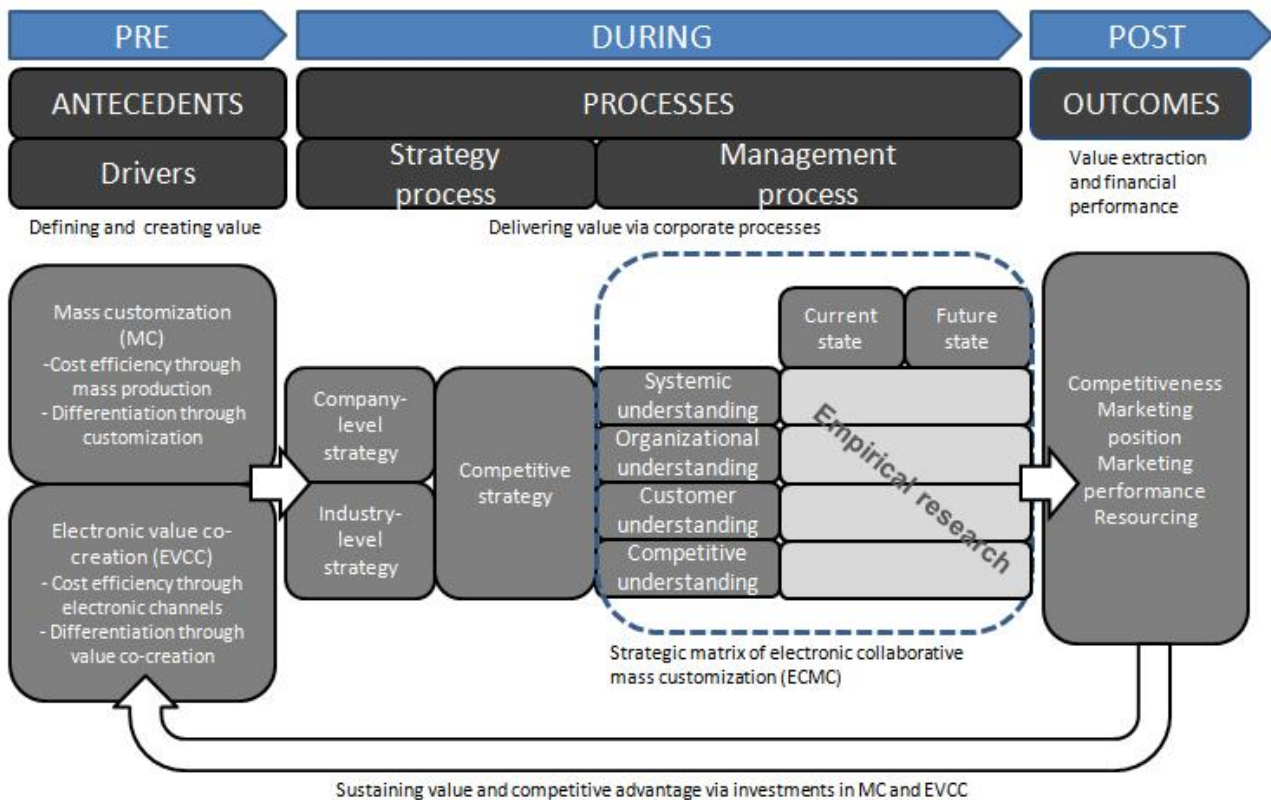 PRE
DURING
POST
ANTECEDENTS
PROCESSES
OUTCOMES
Drivers
Strategy
process
Management
process
Value extraction
and financial
performance
Defining and creating value
Delivering value via corporate processes
Mass customization
(MC)
-Cost efficiency through
mass production
- Differentiation through
customization
Electronic value co-
creation (EVCC)
- Cost efficiency through
electronic channels
- Differentiation through
value co-creation
Company-
level
strategy
Industry-
level
strategy
Competitive
strategy
Current
state
Future
state
Systemic
understanding
Organizational
understanding
Customer
understanding
Competitive
understanding
Empirical research
Strategic matrix of electronic collaborative
mass customization (ECMC)
Competitiveness
Marketing
position
Marketing
performance
Resourcing
Sustaining value and competitive advantage via investments in MC and EVCC